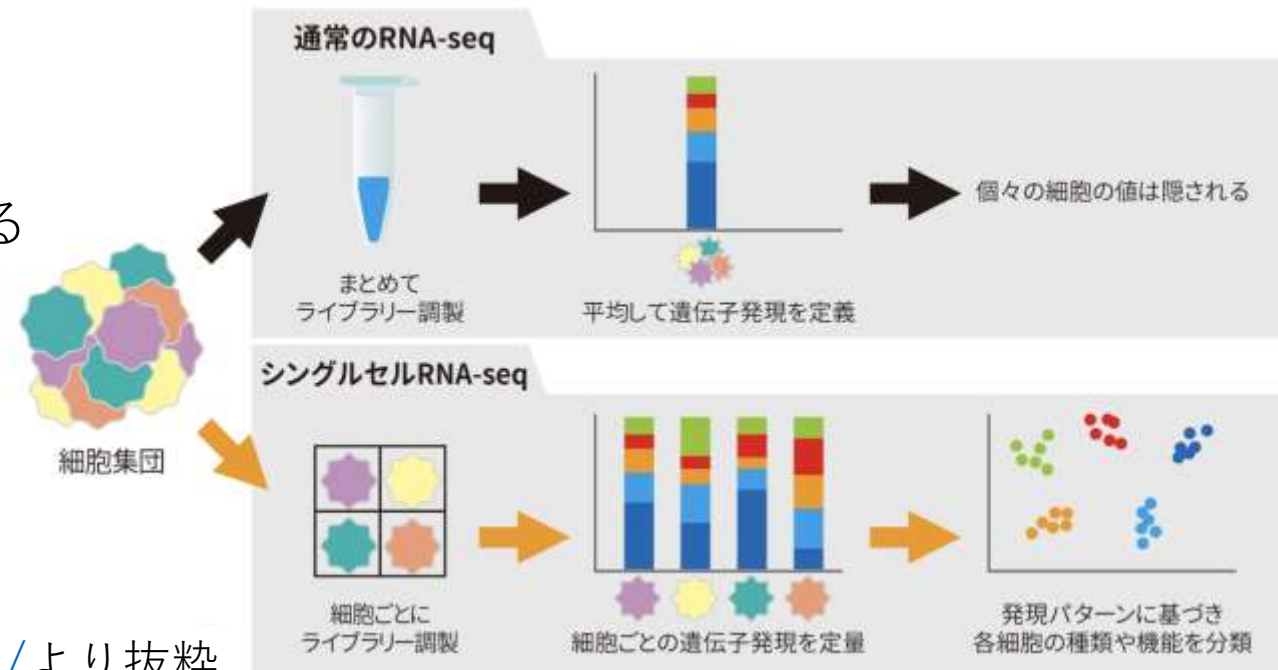 通常のRNA-seq
る
まとめて
ライブラリー調製
平均して遺伝子発現を定義
個々の細胞の値は隠される
細胞集団
シングルセルRNA-seq
細胞ごとに
ライブラリー調製
細胞ごとの遺伝子発現を定量
発現パターンに基づき
各細胞の種類や機能を分類
/より抜粋